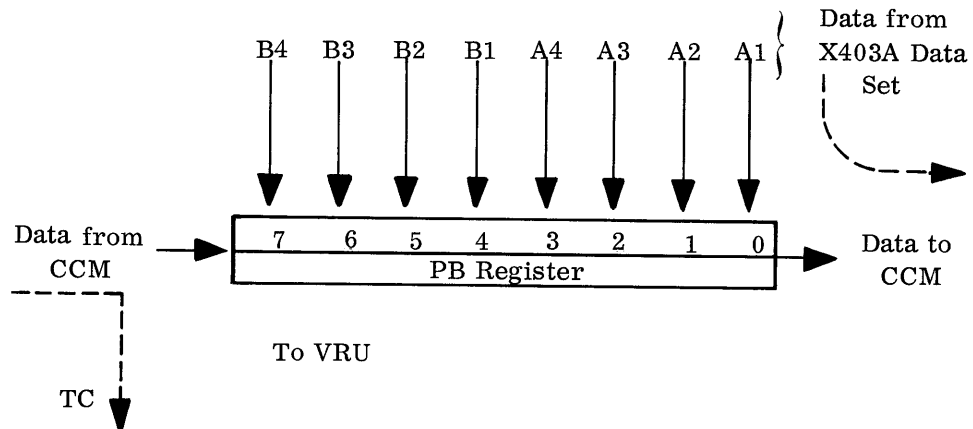 Data from
X403A Data
Set
B4 B3 B2 B1 A4 A3 A2 A1
Data from
CCM
7 6 5 4 3 2 1 0
PB Register
Data to
CCM
To VRU
TC